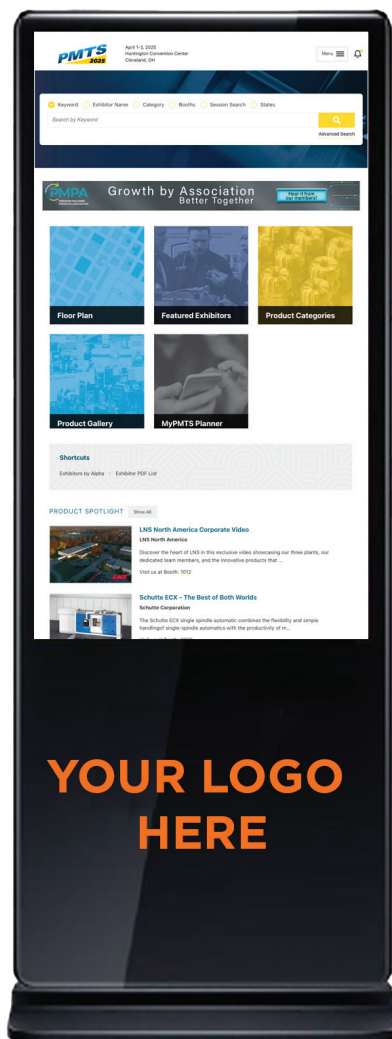 PMTS
2025
April 1-3, 2025
Huntington Convention Center
Cleveland, OH
Menu
Keyword Exhibitor Name Category Booths Session Search States
Search by Keyword
Advanced Search
PMPA
PRECISION MACHINED
PRODUCTS ASSOCIATION
Growth by Association
Better Together
Hear it from
our members!
Floor Plan
Featured Exhibitors
Product Categories
Product Gallery
MyPMTS Planner
Shortcuts
Exhibitors by Alpha Exhibitor PDF List
PRODUCT SPOTLIGHT Show All
LNS North America Corporate Video
LNS North America
Discover the heart of LNS in this exclusive video showcasing our three plants, our
dedicated team members, and the innovative products that ...
Visit us at Booth: 1012
LNS
Schutte ECX - The Best of Both Worlds
Schutte Corporation
The Schutte ECX single spindle automatic combines the flexibility and simple
handlingof single-spindle automatics with the productivity of m...
YOUR LOGO
HERE